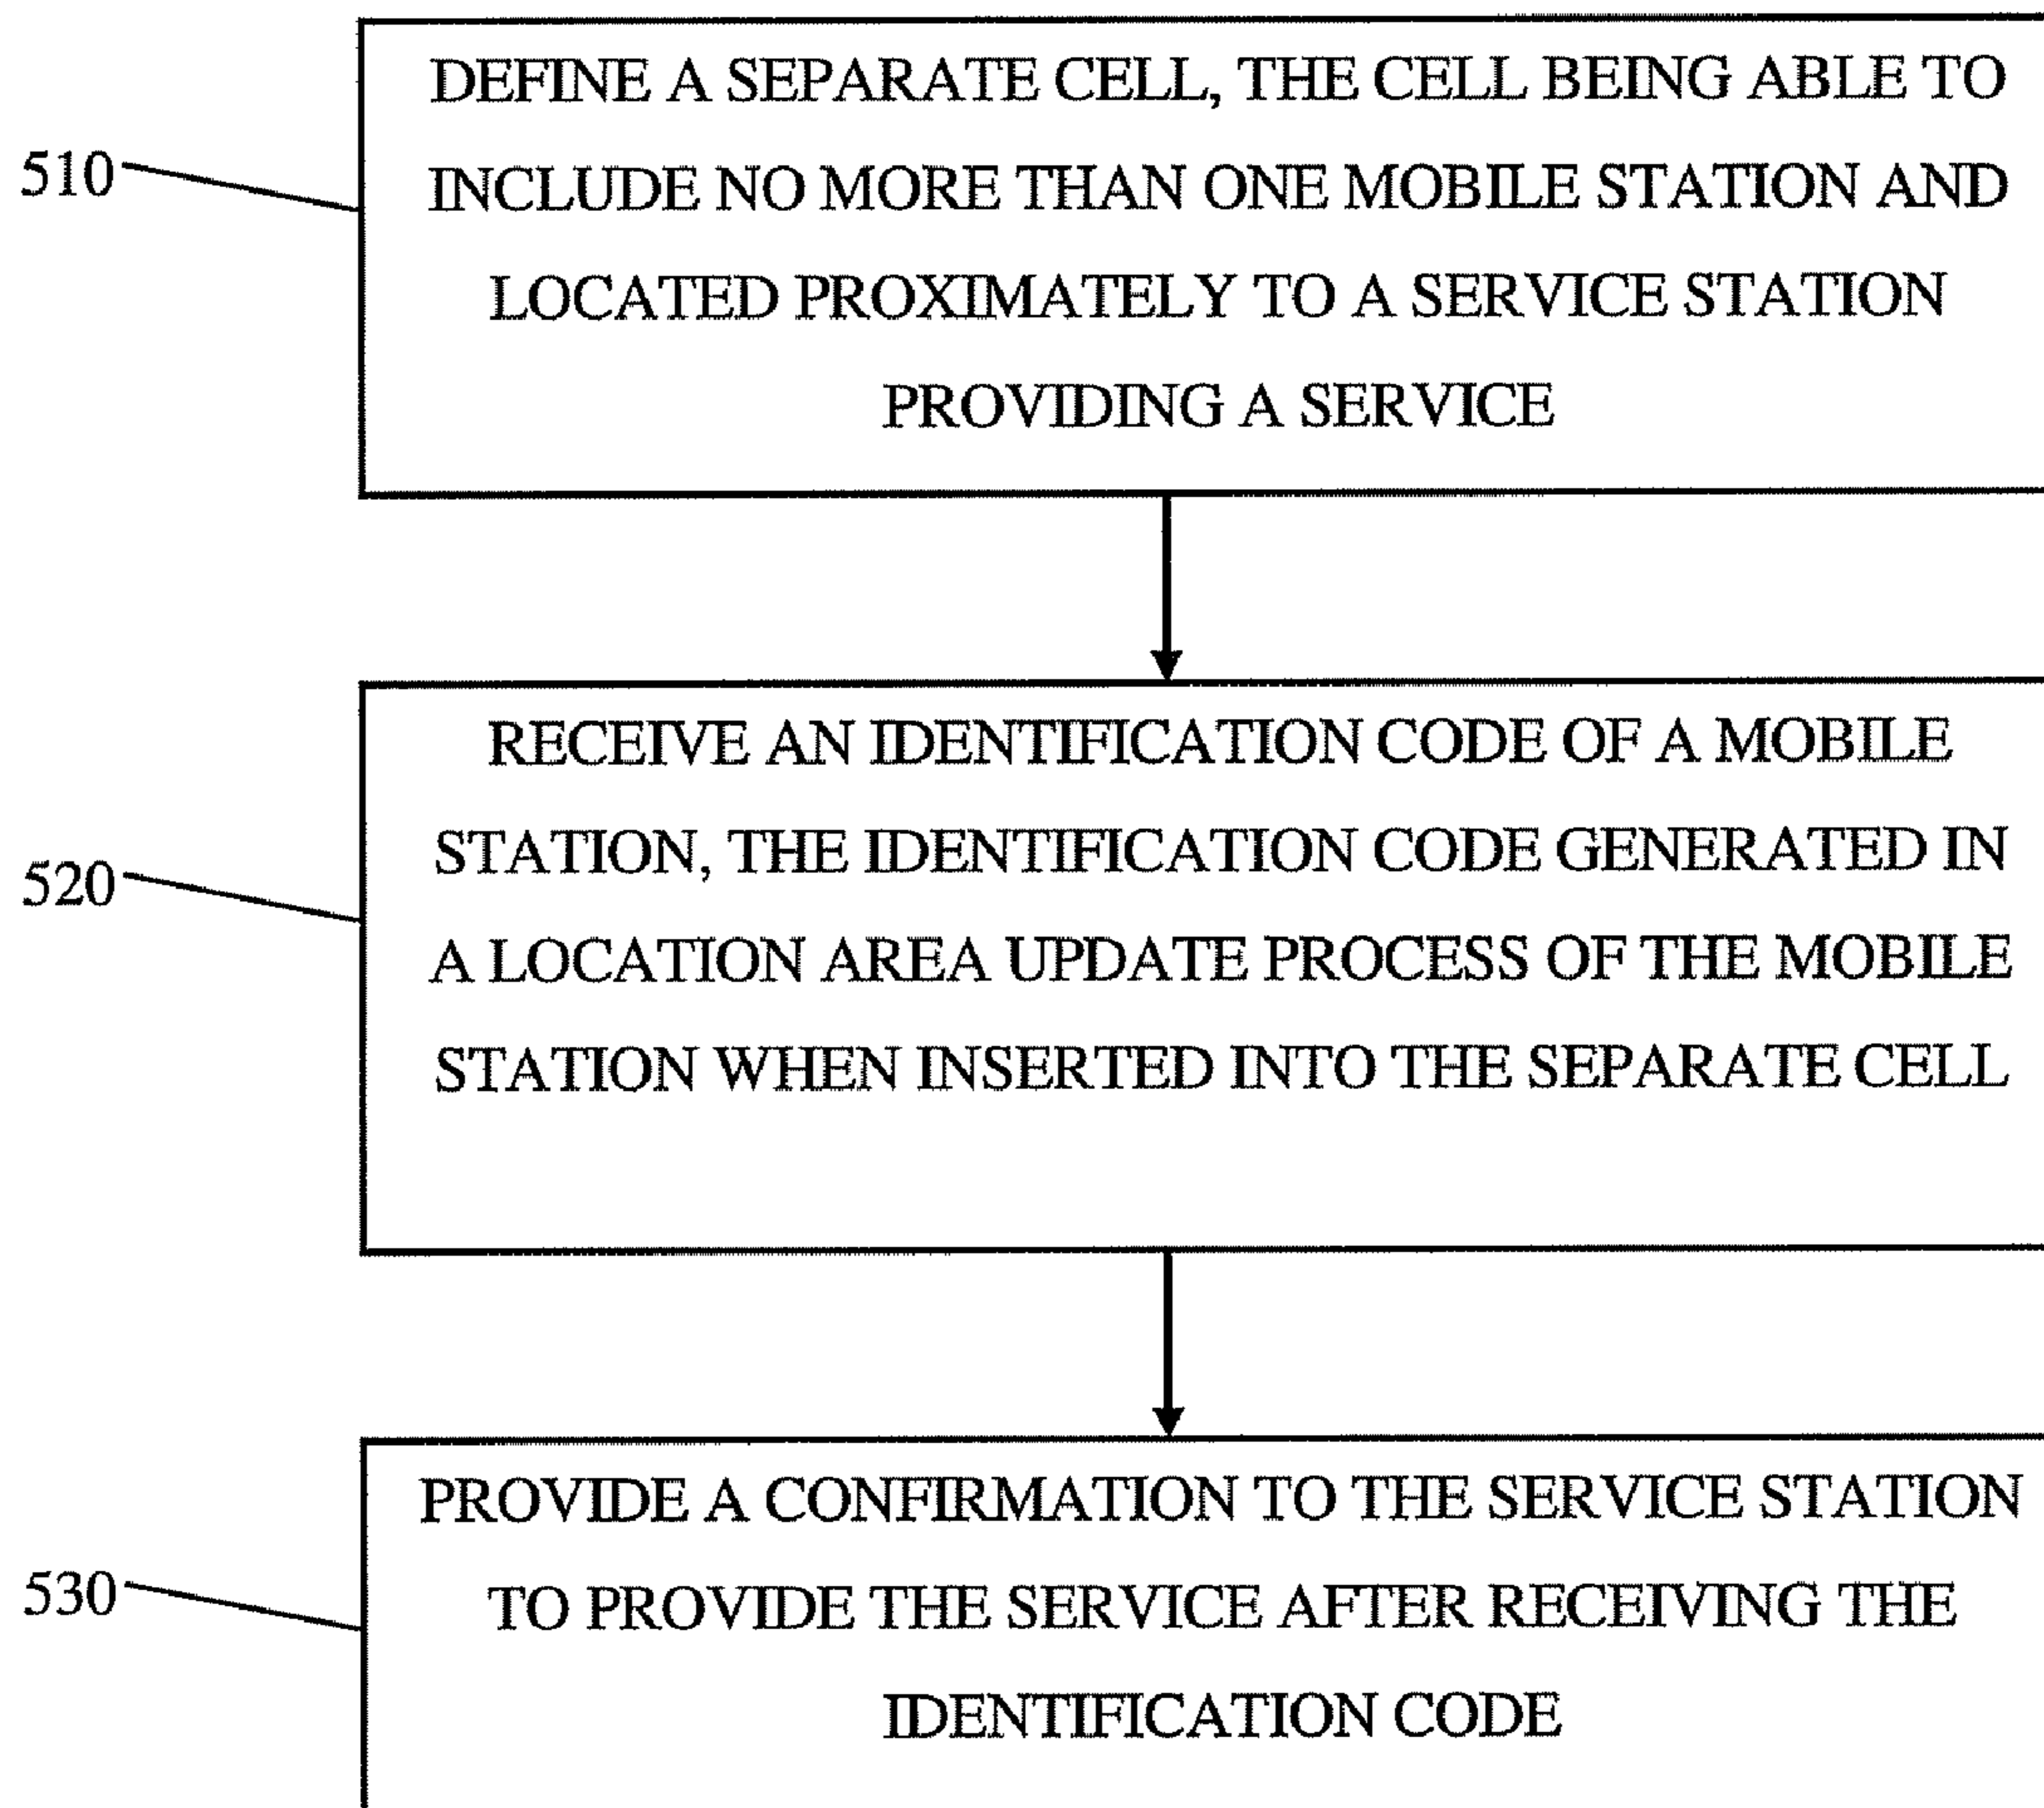 DEFINE A SEPARATE CELL, THE CELL BEING ABLE TO
510
INCLUDE NO MORE THAN ONE MOBILE STATION AND
LOCATED PROXIMATELY TO A SERVICE STATION
PROVIDING A SERVICE
RECEIVE AN IDENTIFICATION CODE OF A MOBILE
STATION, THE IDENTIFICATION CODE GENERATED IN
520
A LOCATION AREA UPDATE PROCESS OF THE MOBILE
STATION WHEN INSERTED INTO THE SEPARATE CELL
PROVIDE A CONFIRMATION TO THE SERVICE STATION
530
TO PROVIDE THE SERVICE AFTER RECEIVING THE
IDENTIFICATION CODE